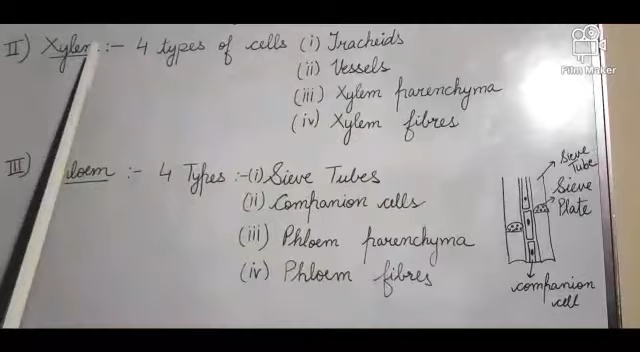 II) Xylem :- 4 types of cells (i) Tracheids
(ii) Vessels
(iii) Xylem parenchyma
(iv) Xylem fibres
III) hloem :- 4 Types :- (i) Sieve Tubes
(ii) Companion cells
(iii) Phloem parenchyma
(iv) Phloem fibres
Sieve Tube
Sieve Plate
companion cell
Film Maker